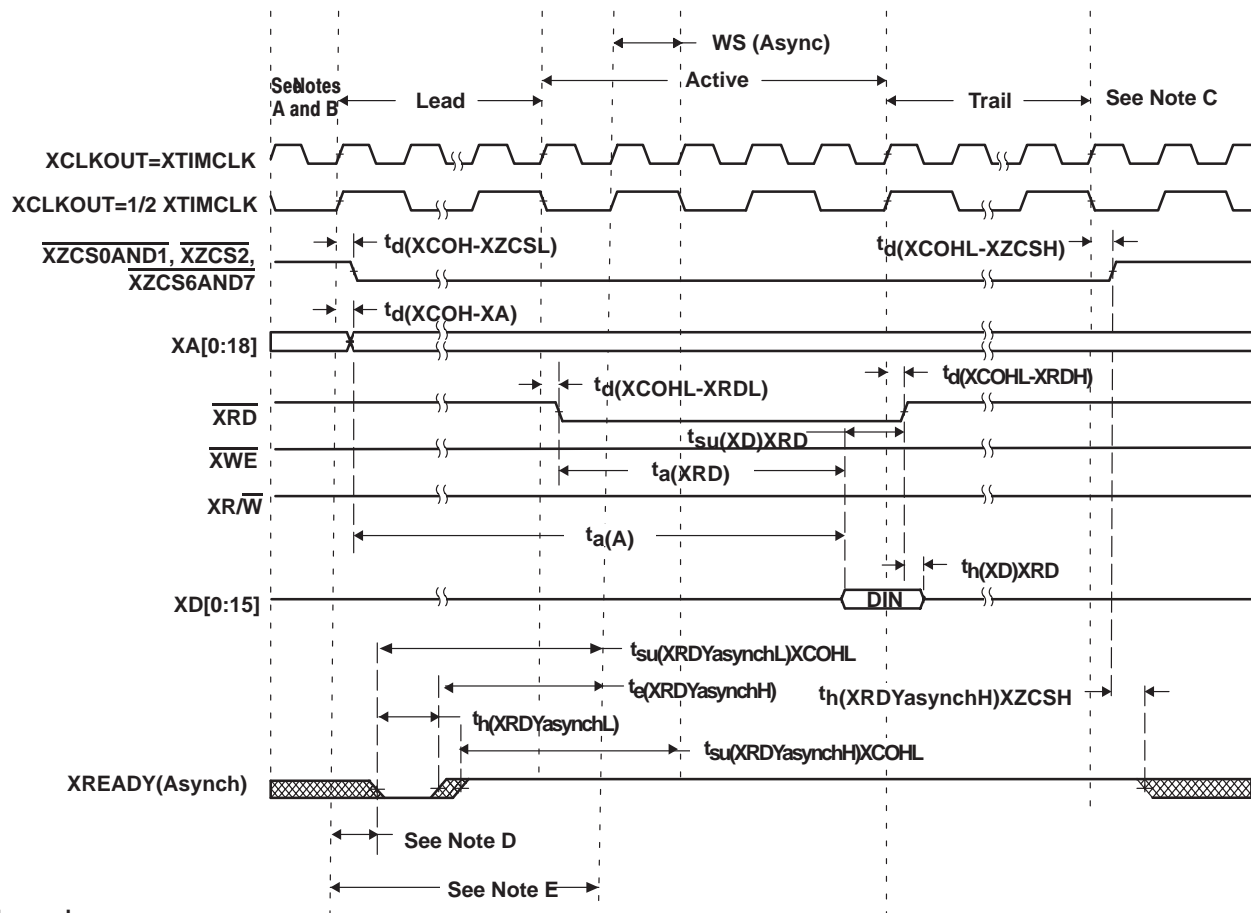 WS (Async)
Active
See Notes
A and B
Lead
Trail
See Note C
XCLKOUT=XTIMCLK
XCLKOUT=1/2 XTIMCLK
td(XCOH-XZCSL)
td(XCOHL-XZCSH)
XZCS0AND1, XZCS2,
XZCS6AND7
td(XCOH-XA)
XA[0:18]
td(XCOHL-XRDL)
td(XCOHL-XRDH)
XRD
tsu(XD)XRD
XWE
ta(XRD)
XR/W
ta(A)
th(XD)XRD
XD[0:15]
DIN
tsu(XRDYasynchL)XCOHL
te(XRDYasynchH)
th(XRDYasynchH)XZCSH
th(XRDYasynchL)
tsu(XRDYasynchH)XCOHL
XREADY(Asynch)
See Note D
See Note E